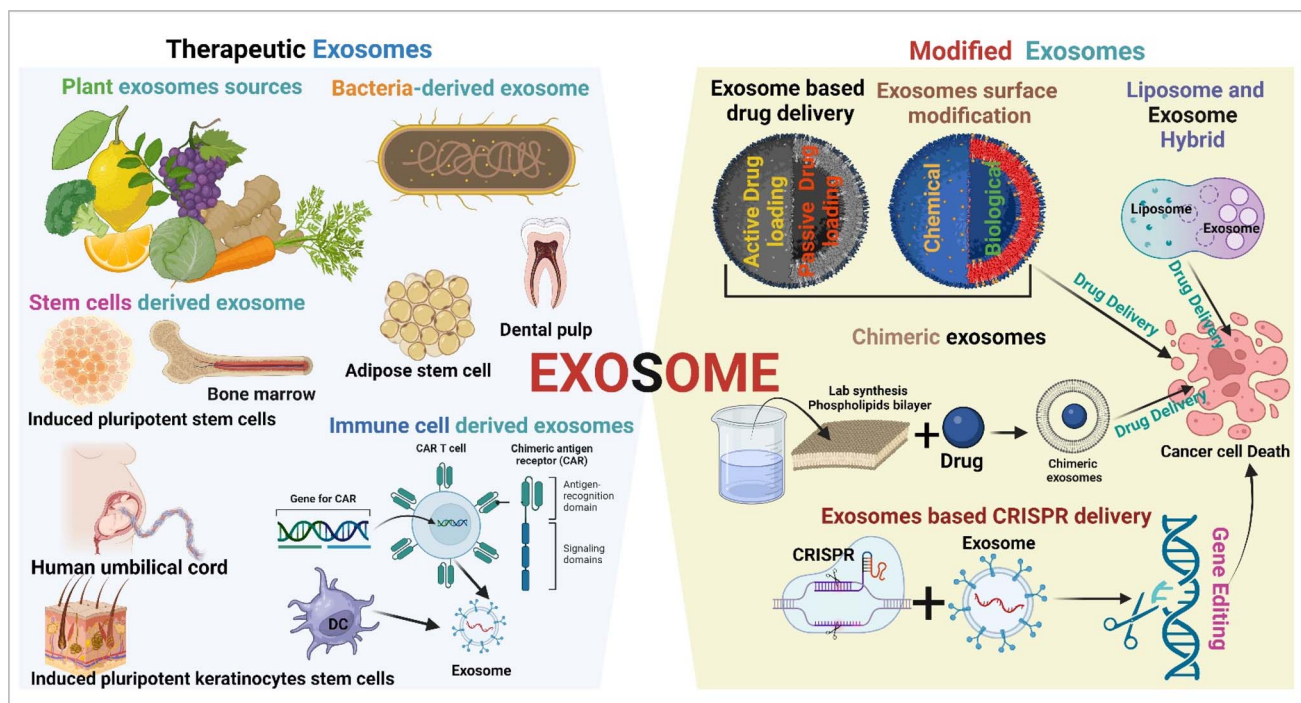 Therapeutic Exosomes
Plant exosomes sources
Bacteria-derived exosome
Stem cells derived exosome
Dental pulp
Adipose stem cell
Bone marrow
Induced pluripotent stem cells
Immune cell derived exosomes
CAR T cell
Chimeric antigen
receptor (CAR)
Gene for CAR
Antigen-
recognition
domain
Signaling
domains
Human umbilical cord
DC
Exosome
Induced pluripotent keratinocytes stem cells
EXOSOME
Modified Exosomes
Exosome based
drug delivery
Active Drug
loading
Passive Drug
loading
Exosomes surface
modification
Chemical
Biological
Liposome and
Exosome
Hybrid
Liposome
Exosome
Drug Delivery
Drug Delivery
Chimeric exosomes
Lab synthesis
Phospholipids bilayer
Drug
Chimeric
exosomes
Drug Delivery
Cancer cell Death
Exosomes based CRISPR delivery
CRISPR
Exosome
Gene Editing